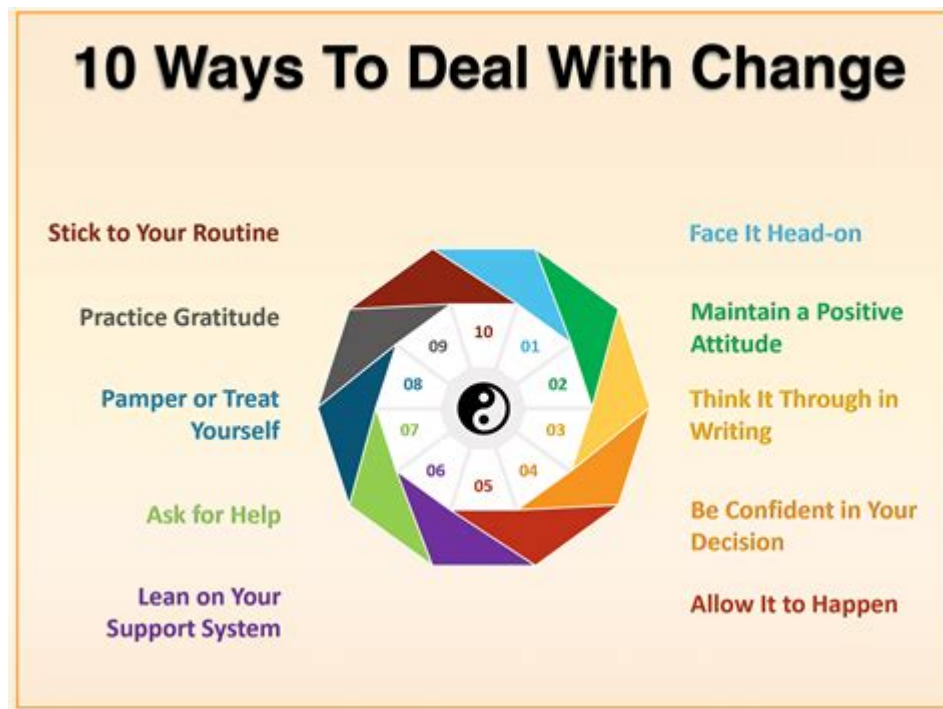 10 Ways To Deal With Change
Stick to Your Routine
Practice Gratitude
Pamper or Treat
Yourself
Ask for Help
Lean on Your
Support System
10
01
02
03
04
05
06
07
08
09
Face It Head-on
Maintain a Positive
Attitude
Think It Through in
Writing
Be Confident in Your
Decision
Allow It to Happen